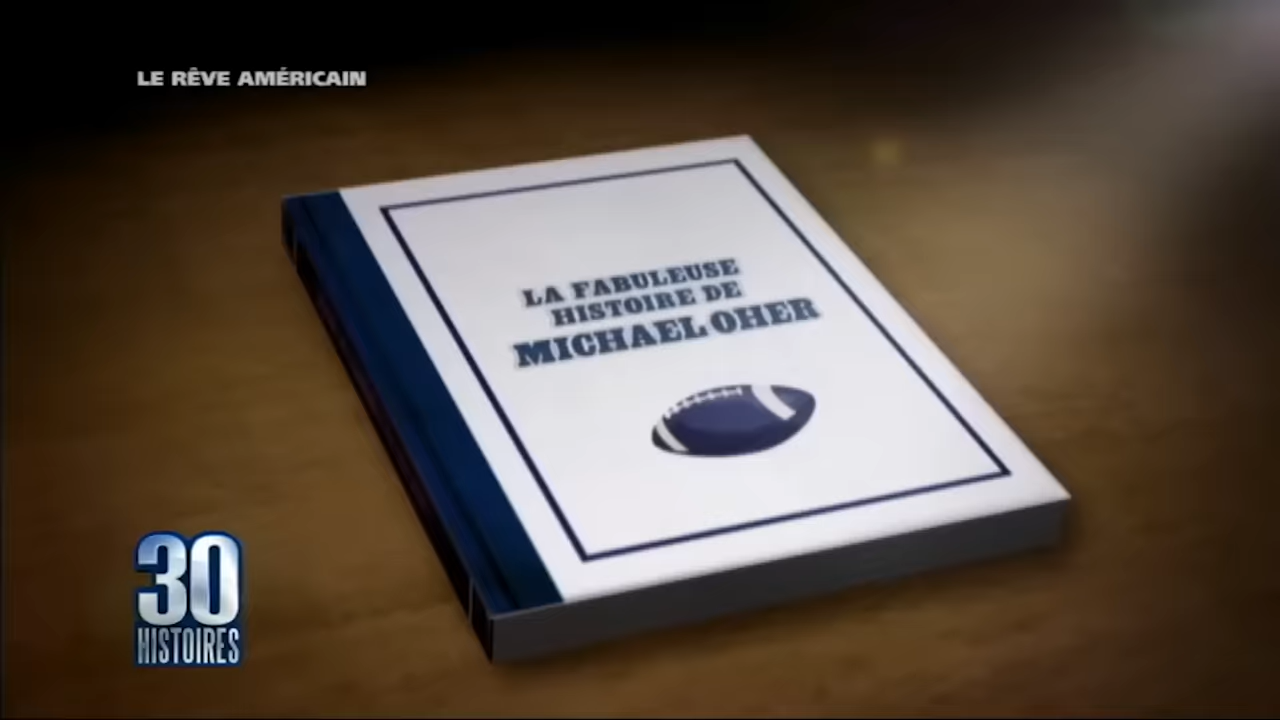 LE RÊVE AMÉRICAIN
LA FABULEUSE
HISTOIRE DE
MICHAEL OHER
30
HISTOIRES